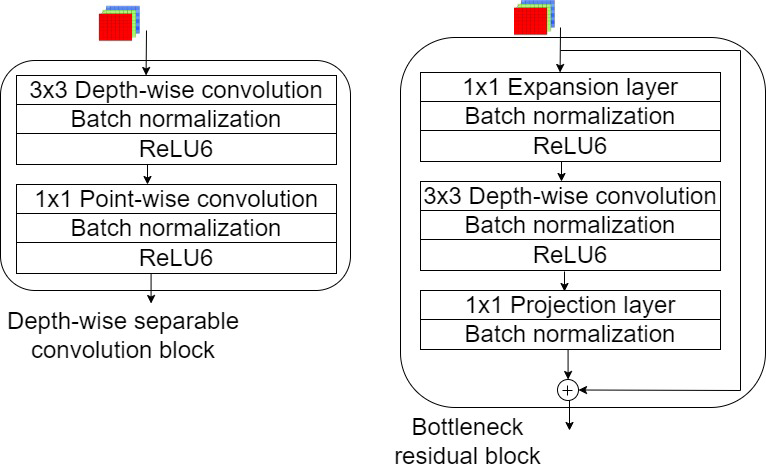 3x3 Depth-wise convolution
Batch normalization
ReLU6
1x1 Point-wise convolution
Batch normalization
ReLU6
Depth-wise separable
convolution block
1x1 Expansion layer
Batch normalization
ReLU6
3x3 Depth-wise convolution
Batch normalization
ReLU6
1x1 Projection layer
Batch normalization
+
Bottleneck
residual block